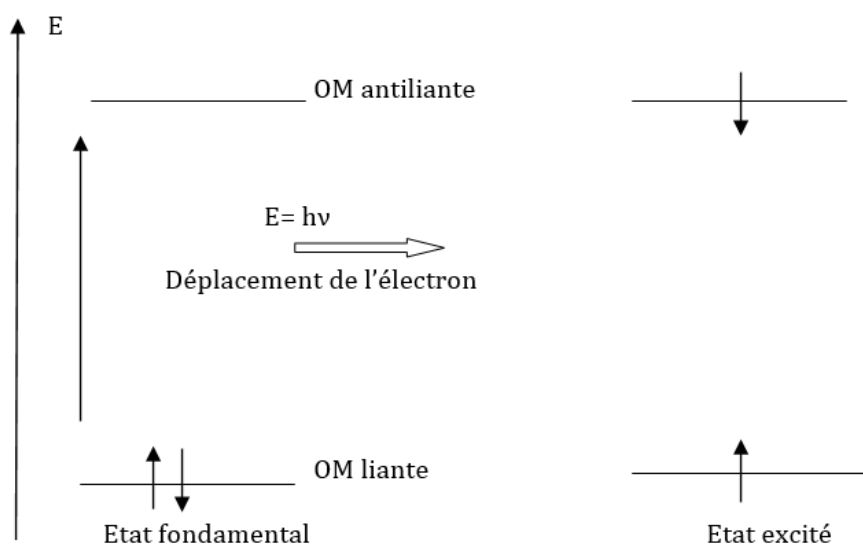 E
OM antiliante
E= hν
Déplacement de l’électron
OM liante
Etat fondamental
Etat excité